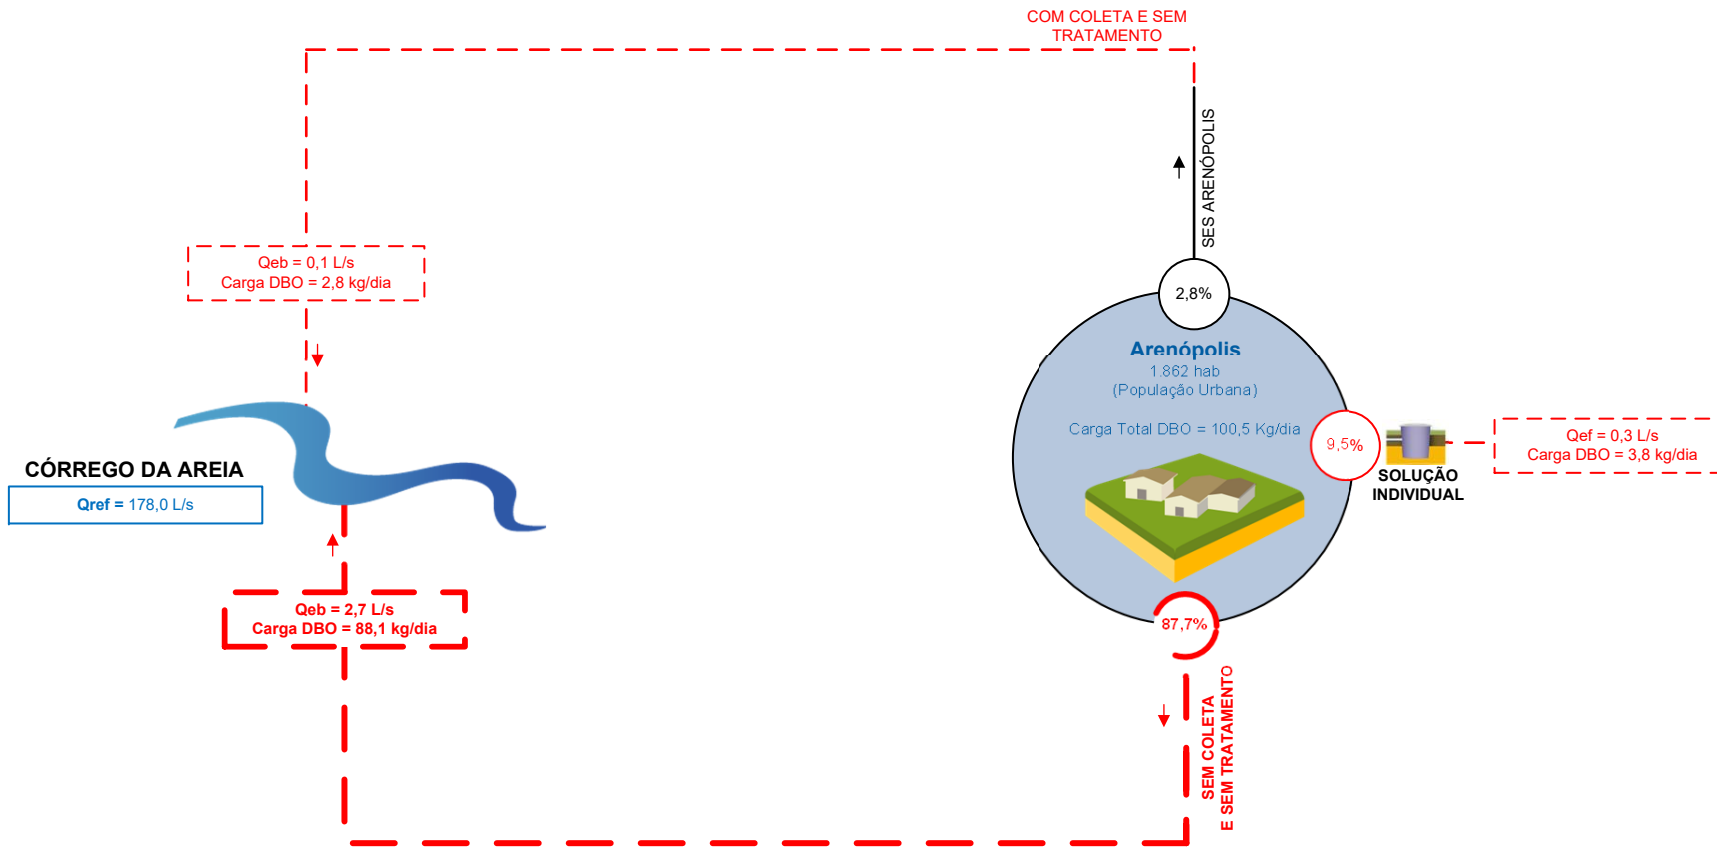 COM COLETA E SEM
TRATAMENTO
SES ARENÓPOLIS
Qeb = 0,1 L/s
Carga DBO = 2,8 kg/dia
2,8%
Arenópolis
1.862 hab
(População Urbana)
Carga Total DBO = 100,5 Kg/dia
9,5%
SOLUÇÃO
INDIVIDUAL
Qef = 0,3 L/s
Carga DBO = 3,8 kg/dia
CÓRREGO DA AREIA
Qref = 178,0 L/s
Qeb = 2,7 L/s
Carga DBO = 88,1 kg/dia
87,7%
SEM COLETA
E SEM TRATAMENTO